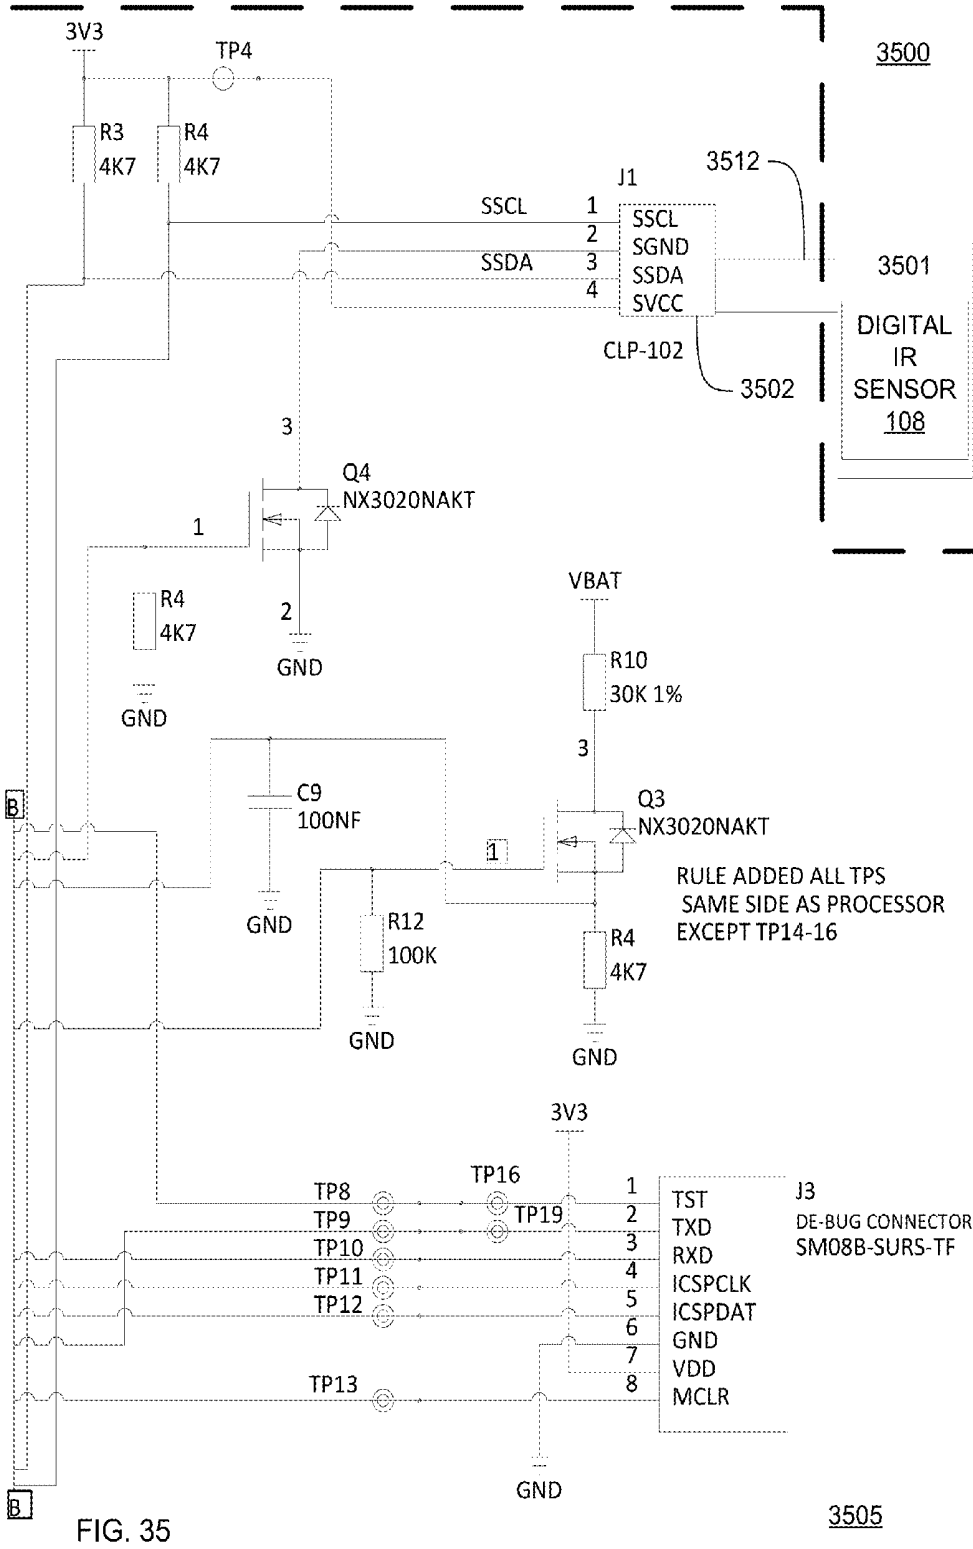 3V3
TP4
3500
R3
4K7
R4
4K7
3512
J1
SSCL
1
SSCL
2
SGND
SSDA
3
SSDA
4
SVCC
3501
CLP-102
3502
DIGITAL
IR
SENSOR
108
3
Q4
NX3020NAKT
1
R4
4K7
2
GND
GND
VBAT
R10
30K 1%
3
B
C9
100NF
GND
Q3
NX3020NAKT
1
RULE ADDED ALL TPS
SAME SIDE AS PROCESSOR
EXCEPT TP14-16
R12
100K
GND
R4
4K7
GND
3V3
TP8
TP16
1
TST
J3
TP9
TP19
2
TXD
DE-BUG CONNECTOR
SM08B-SURS-TF
TP10
3
RXD
TP11
4
ICSPCLK
TP12
5
ICSPDAT
6
GND
7
VDD
TP13
8
MCLR
GND
B
FIG. 35
3505